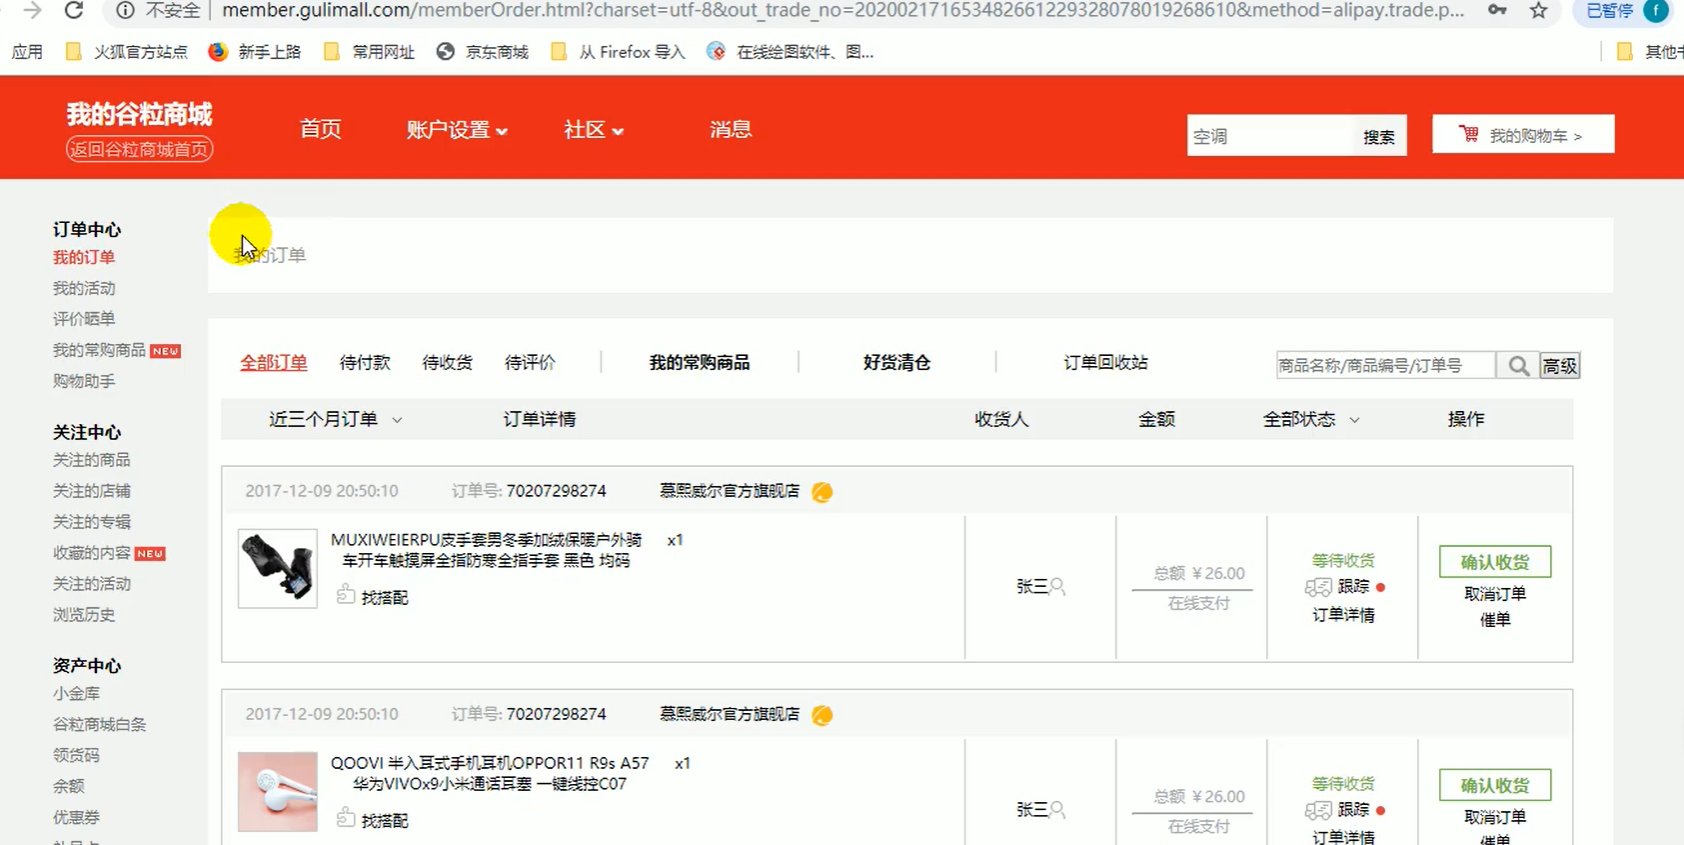 不安全 member.gulimall.com/memberOrder.html?charset=utf-8&out_trade_no=202002171653482661229328078019268610&method=alipay.trade.p... 已暂停 f
应用 火狐官方站点 新手上路 常用网址 京东商城 从 Firefox 导入 在线绘图软件、图... 其他书
我的谷粒商城
返回谷粒商城首页
首页 账户设置 社区 消息
空调 搜索 我的购物车 >
订单中心
我的订单
我的活动
评价晒单
我的常购商品 NEW
购物助手
关注中心
关注的商品
关注的店铺
关注的专辑
收藏的内容 NEW
关注的活动
浏览历史
资产中心
小金库
谷粒商城白条
领货码
余额
优惠券
我的订单
全部订单 待付款 待收货 待评价 我的常购商品 好货清仓 订单回收站 商品名称/商品编号/订单号 高级
近三个月订单 订单详情 收货人 金额 全部状态 操作
2017-12-09 20:50:10 订单号: 70207298274 慕熙威尔官方旗舰店
MUXIWEIERPU皮手套男冬季加绒保暖户外骑 x1
车开车触摸屏全指防寒全指手套 黑色 均码
找搭配
张三
总额 ¥26.00
在线支付
等待收货
跟踪
订单详情
确认收货
取消订单
催单
2017-12-09 20:50:10 订单号: 70207298274 慕熙威尔官方旗舰店
QOOVI 半入耳式手机耳机OPPOR11 R9s A57 x1
华为VIVOx9小米通话耳塞 一键线控C07
找搭配
张三
总额 ¥26.00
在线支付
等待收货
跟踪
订单详情
确认收货
取消订单
催单